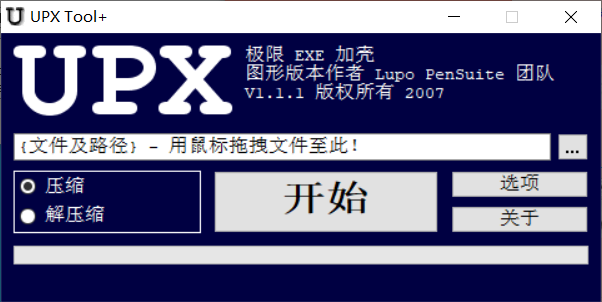 UPX Tool+
UPX
极限 EXE 加壳
图形版本作者 Lupo PenSuite 团队
V1.1.1 版权所有 2007
{文件及路径} - 用鼠标拖拽文件至此!
...
压缩
解压缩
开始
选项
关于